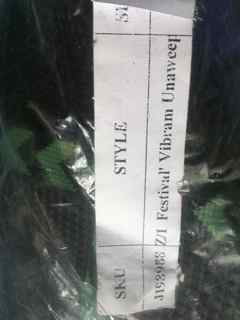 SKU STYLE
Z/1 Festival' Vibram Unaweep